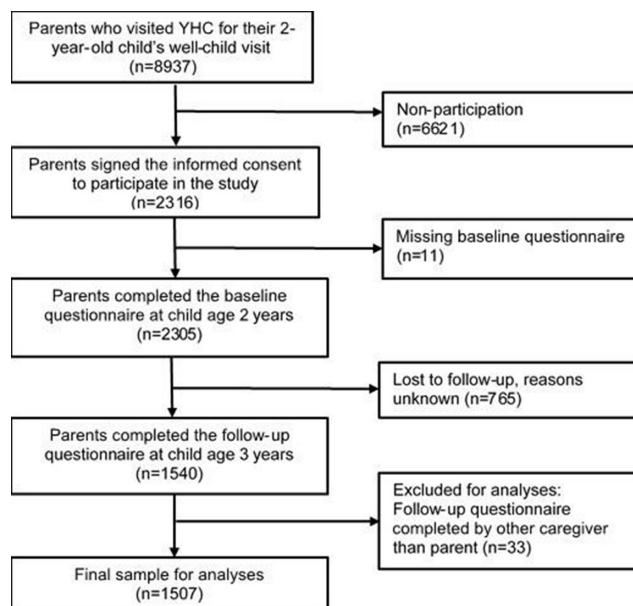 Parents who visited YHC for their 2-
year-old child's well-child visit
(n=8937)
Non-participation
(n=6621)
Parents signed the informed consent
to participate in the study
(n=2316)
Missing baseline questionnaire
(n=11)
Parents completed the baseline
questionnaire at child age 2 years
(n=2305)
Lost to follow-up, reasons
unknown (n=765)
Parents completed the follow-up
questionnaire at child age 3 years
(n=1540)
Excluded for analyses:
Follow-up questionnaire
completed by other caregiver
than parent (n=33)
Final sample for analyses
(n=1507)